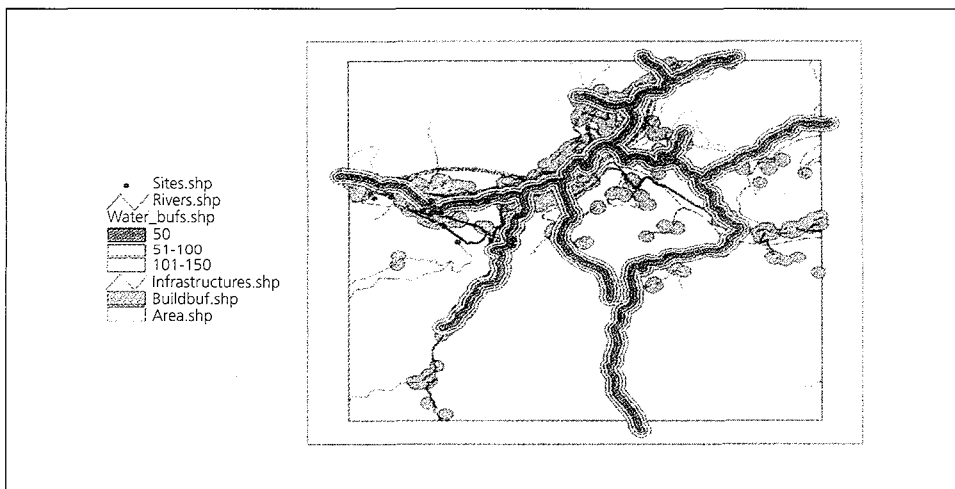 Sites.shp
Rivers.shp
Water_bufs.shp
50
51-100
101-150
Infrastructures.shp
Buildbuf.shp
Area.shp